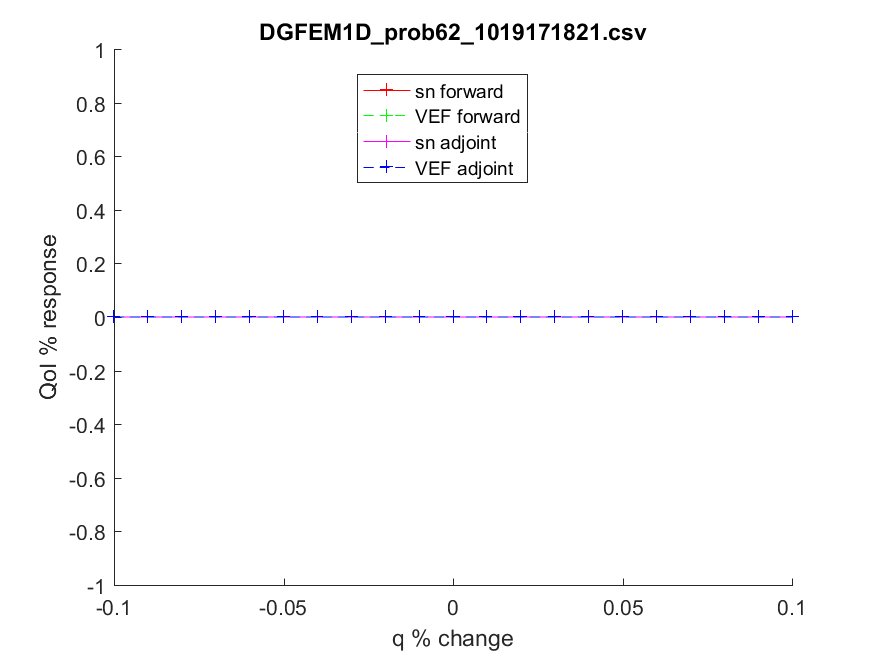 DGFEM1D_prob62_1019171821.csv
sn forward
VEF forward
sn adjoint
VEF adjoint
QoI % response
1
0.8
0.6
0.4
0.2
0
-0.2
-0.4
-0.6
-0.8
-1
-0.1
-0.05
0
0.05
0.1
q % change